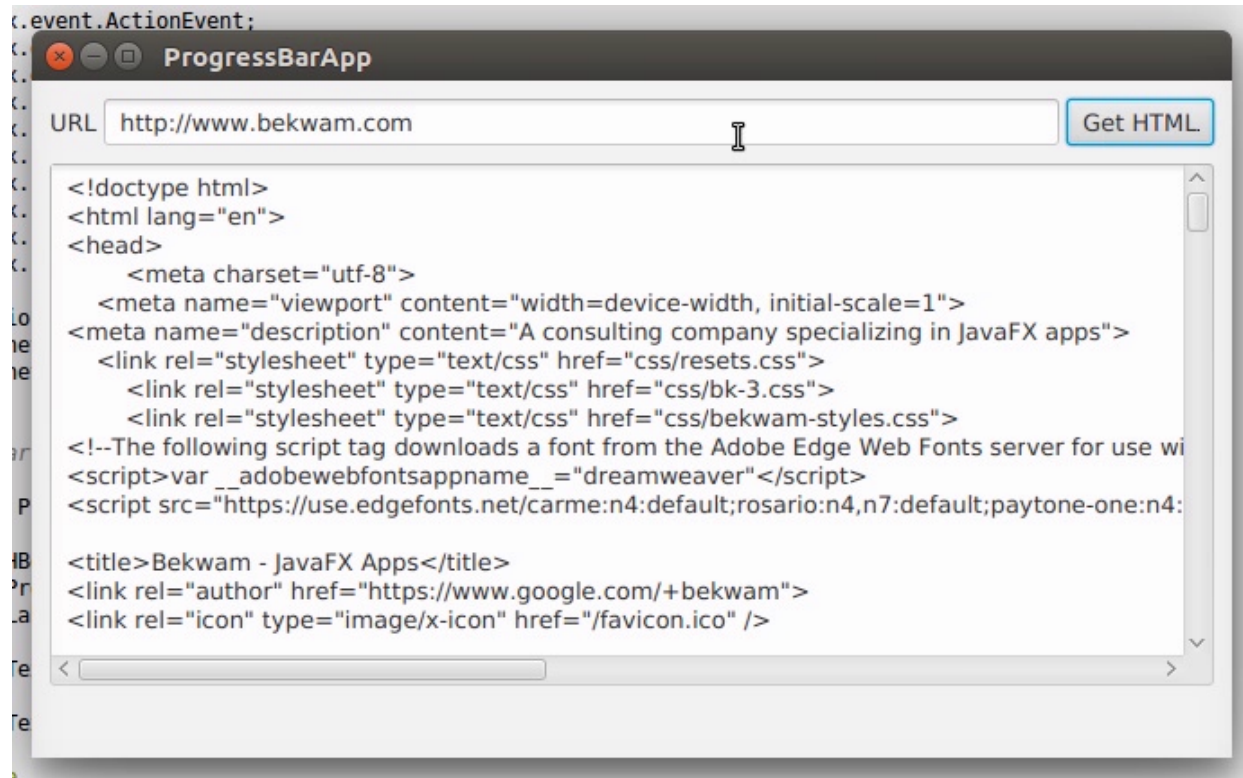 x.event.ActionEvent;
ProgressBarApp
URL http://www.bekwam.com Get HTML.
<!doctype html>
<html lang="en">
<head>
<meta charset="utf-8">
<meta name="viewport" content="width=device-width, initial-scale=1">
<meta name="description" content="A consulting company specializing in JavaFX apps">
<link rel="stylesheet" type="text/css" href="css/resets.css">
<link rel="stylesheet" type="text/css" href="css/bk-3.css">
<link rel="stylesheet" type="text/css" href="css/bekwam-styles.css">
<!--The following script tag downloads a font from the Adobe Edge Web Fonts server for use wi
<script>var __adobewebfontsappname__="dreamweaver"</script>
<script src="https://use.edgefonts.net/carme:n4:default;rosario:n4,n7:default;paytone-one:n4:
<title>Bekwam - JavaFX Apps</title>
<link rel="author" href="https://www.google.com/+bekwam">
<link rel="icon" type="image/x-icon" href="/favicon.ico" />